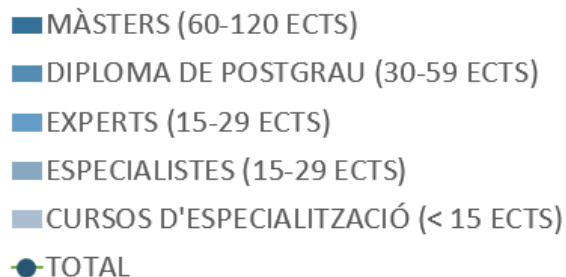 MÀSTERS (60-120 ECTS)
DIPLOMA DE POSTGRAU (30-59 ECTS)
EXPERTS (15-29 ECTS)
ESPECIALISTES (15-29 ECTS)
CURSOS D'ESPECIALITZACIÓ (< 15 ECTS)
TOTAL